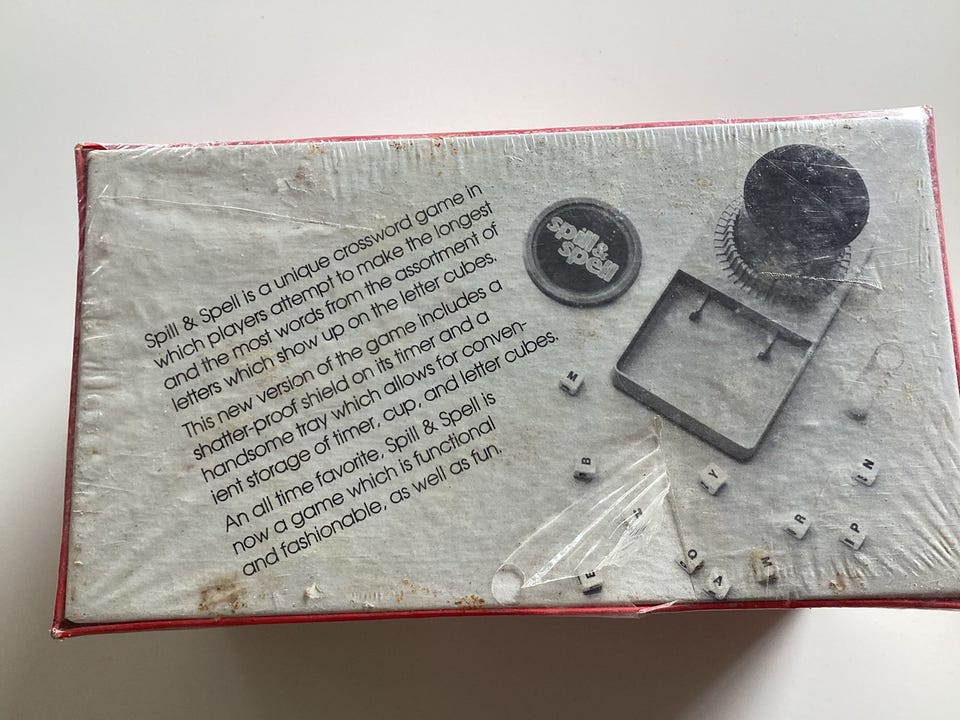 Spill & Spell is a unique crossword game in
which players attempt to make the longest
and the most words from the assortment of
letters which show up on the letter cubes.
This new version of the game includes a
shatter-proof shield on its timer and a
handsome tray which allows for conven-
ient storage of timer, cup, and letter cubes.
An all time favorite, Spill & Spell is
now a game which is functional
and fashionable, as well as fun.
spill &
spell
M
B
Y
N
R
P
E
A
M